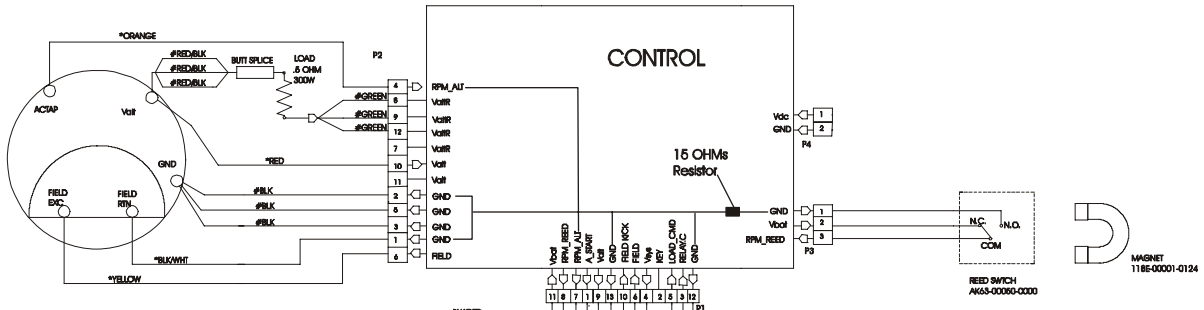 *ORANGE
#RED/BLK
#RED/BLK
#RED/BLK
BUTT SPLICE
LOAD
.5 OHM
300W
P2
CONTROL
ACTAP
Valt
GND
FIELD
EXC
FIELD
RTN
#GREEN
#GREEN
#GREEN
*RED
#BLK
#BLK
#BLK
*BLK/WHT
*YELLOW
4 RPM_ALT
8 ValtR
9 ValtR
12 ValtR
7 ValtR
10 Valt
11 Valt
2 GND
5 GND
3 GND
1 GND
6 FIELD
Vdc 1
GND 2
P4
15 OHMs
Resistor
GND 1
Vbat 2
RPM_REED 3
P3
N.C.
N.O.
COM
REED SWITCH
AK63-00060-0000
MAGNET
118E-00001-0124
Vbat
RPM_REED
RPM_ALT
A_START
Valt
GND
FIELD KICK
FIELD
Vsys
KEY
LOAD_CMD
RELAY.C
GND
11 8 7 1 9 13 10 6 4 2 5 3 12
P1